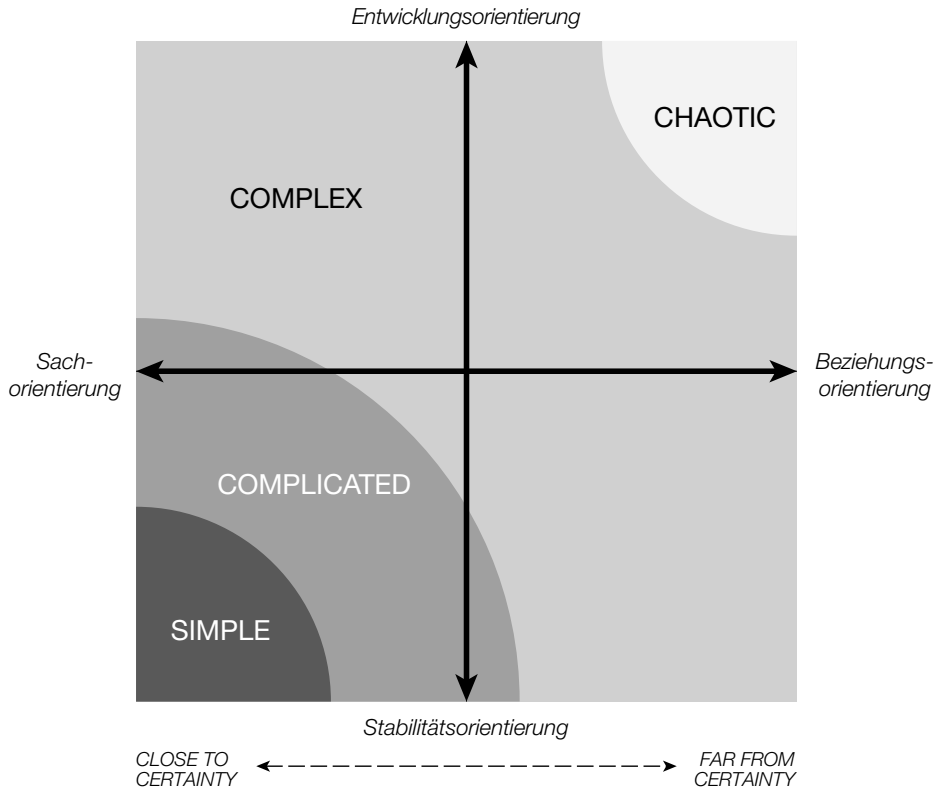 Entwicklungsorientierung
CHAOTIC
COMPLEX
Sach-
orientierung
Beziehungs-
orientierung
COMPLICATED
SIMPLE
Stabilitätsorientierung
CLOSE TO
CERTAINTY
FAR FROM
CERTAINTY